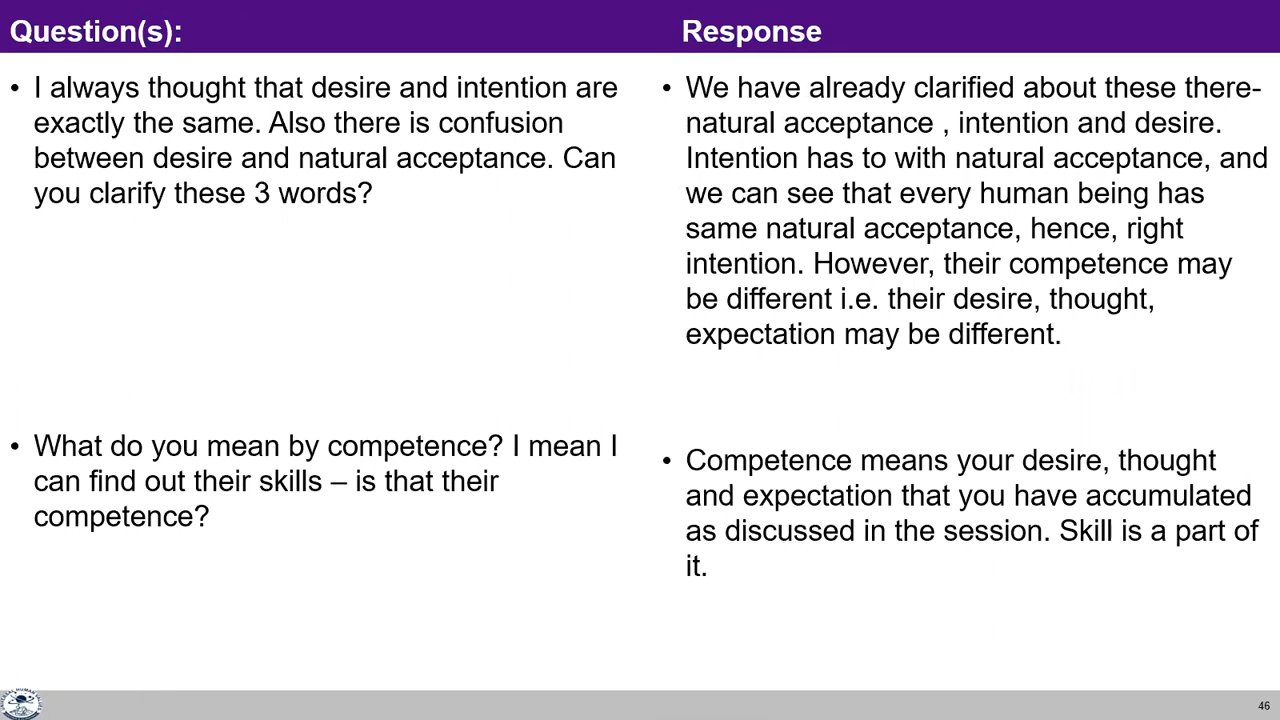 Question(s):
Response
• I always thought that desire and intention are
exactly the same. Also there is confusion
between desire and natural acceptance. Can
you clarify these 3 words?
• We have already clarified about these there-
natural acceptance , intention and desire.
Intention has to with natural acceptance, and
we can see that every human being has
same natural acceptance, hence, right
intention. However, their competence may
be different i.e. their desire, thought,
expectation may be different.
• What do you mean by competence? I mean I
can find out their skills – is that their
competence?
• Competence means your desire, thought
and expectation that you have accumulated
as discussed in the session. Skill is a part of
it.
46